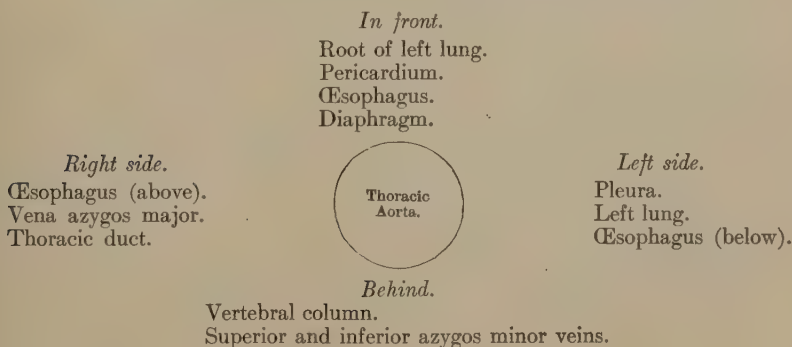 In front.
Root of left lung.
Pericardium.
Œsophagus.
Diaphragm.
Right side.
Œsophagus (above).
Vena azygos major.
Thoracic duct.
Thoracic
Aorta.
Left side.
Pleura.
Left lung.
Œsophagus (below).
Behind.
Vertebral column.
Superior and inferior azygos minor veins.